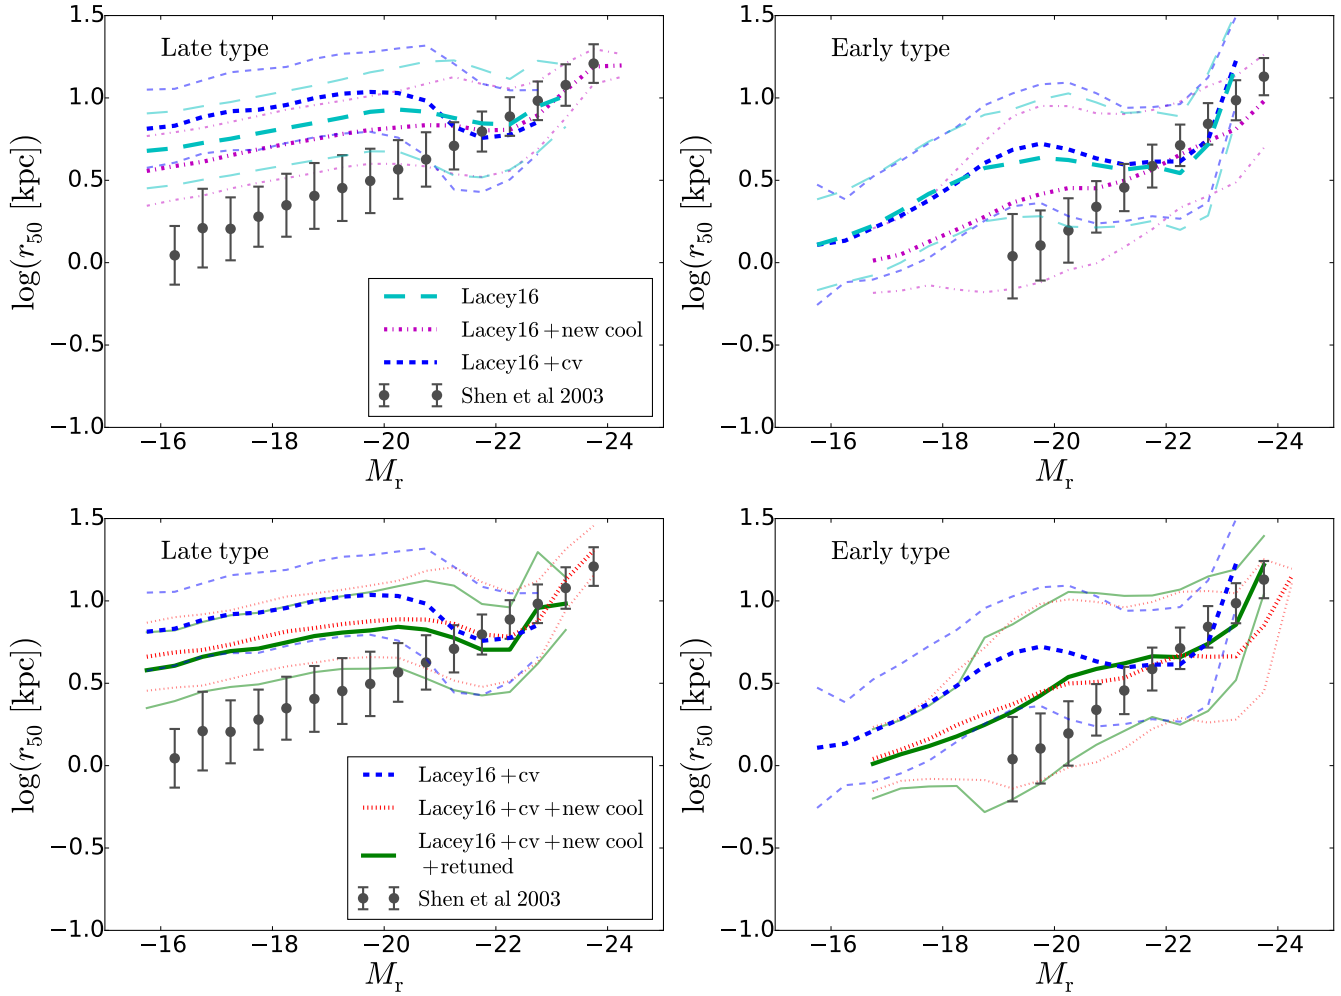 Late type
1.5
1.0
0.5
0.0
−0.5
−1.0
log(r50 [kpc])
−16 −18 −20 −22 −24
Mr
Lacey16
Lacey16+new cool
Lacey16+cv
Shen et al 2003
Early type
1.5
1.0
0.5
0.0
−0.5
−1.0
log(r50 [kpc])
−16 −18 −20 −22 −24
Mr
Late type
1.5
1.0
0.5
0.0
−0.5
−1.0
log(r50 [kpc])
−16 −18 −20 −22 −24
Mr
Lacey16+cv
Lacey16+cv+new cool
Lacey16+cv+new cool
+retuned
Shen et al 2003
Early type
1.5
1.0
0.5
0.0
−0.5
−1.0
log(r50 [kpc])
−16 −18 −20 −22 −24
Mr